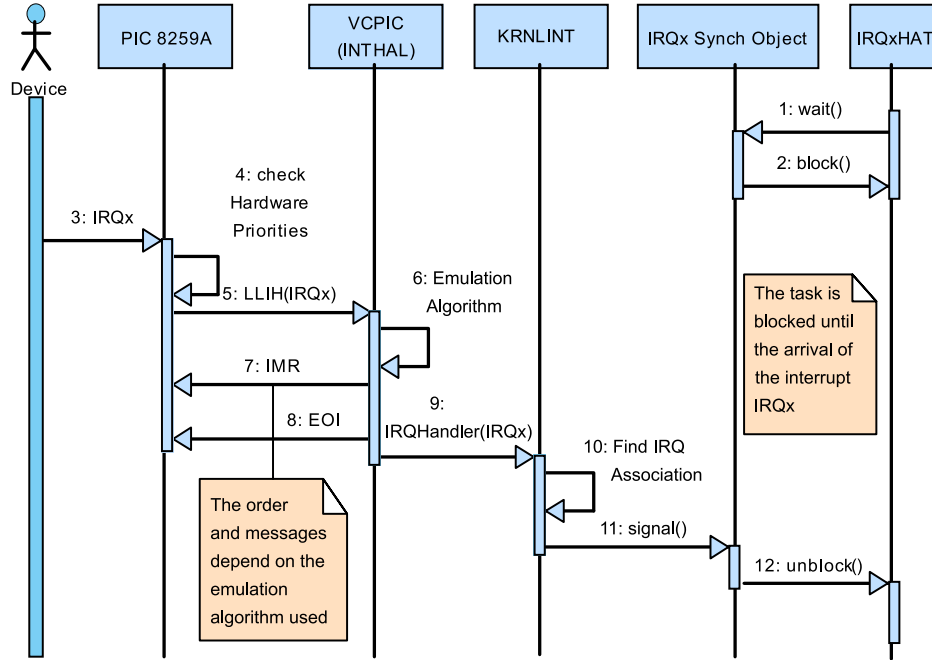 Device
PIC 8259A
VCPIC
(INTHAL)
KRNLINT
IRQx Synch Object
IRQxHAT
1: wait()
2: block()
3: IRQx
4: check
Hardware
Priorities
5: LLIH(IRQx)
6: Emulation
Algorithm
The task is
blocked until
the arrival of
the interrupt
IRQx
7: IMR
8: EOI
9:
IRQHandler(IRQx)
10: Find IRQ
Association
The order
and messages
depend on the
emulation
algorithm used
11: signal()
12: unblock()